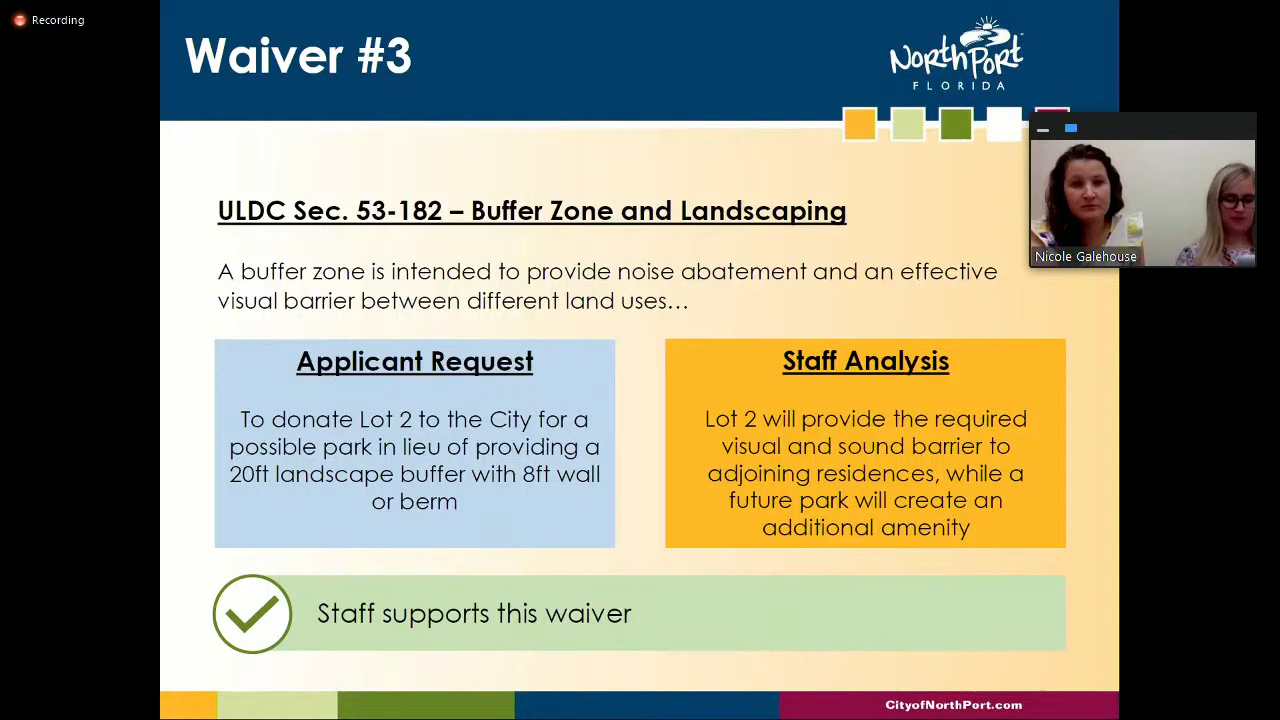 Recording
Waiver #3
NorthPort
FLORIDA
ULDC Sec. 53-182 – Buffer Zone and Landscaping
A buffer zone is intended to provide noise abatement and an effective
visual barrier between different land uses…
Applicant Request
To donate Lot 2 to the City for a
possible park in lieu of providing a
20ft landscape buffer with 8ft wall
or berm
Staff Analysis
Lot 2 will provide the required
visual and sound barrier to
adjoining residences, while a
future park will create an
additional amenity
Nicole Galehouse
Staff supports this waiver
CityofNorthPort.com